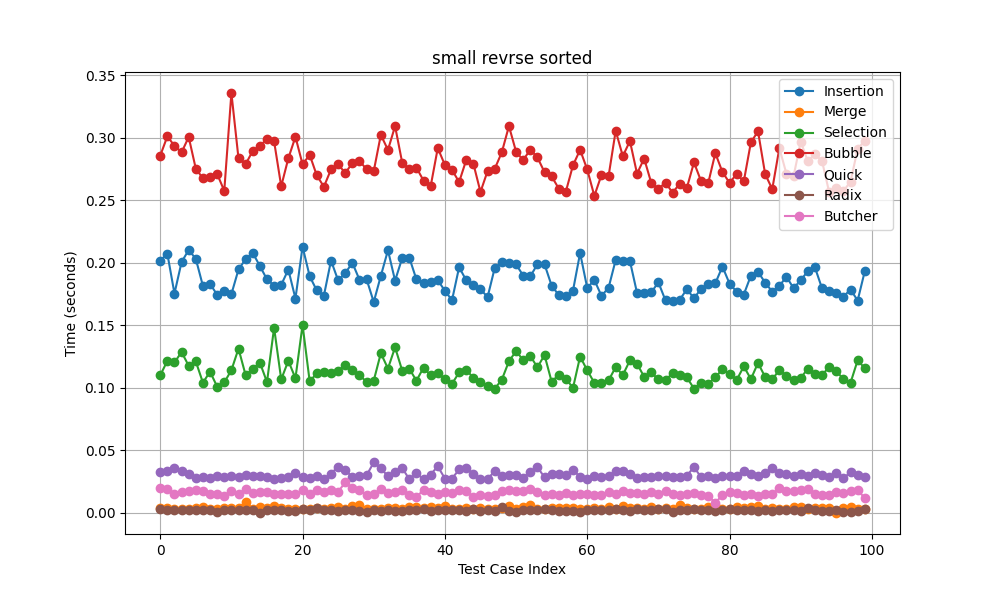 small revrse sorted
Time (seconds)
0.35
0.30
0.25
0.20
0.15
0.10
0.05
0.00
0 20 40 60 80 100
Test Case Index
Insertion
Merge
Selection
Bubble
Quick
Radix
Butcher